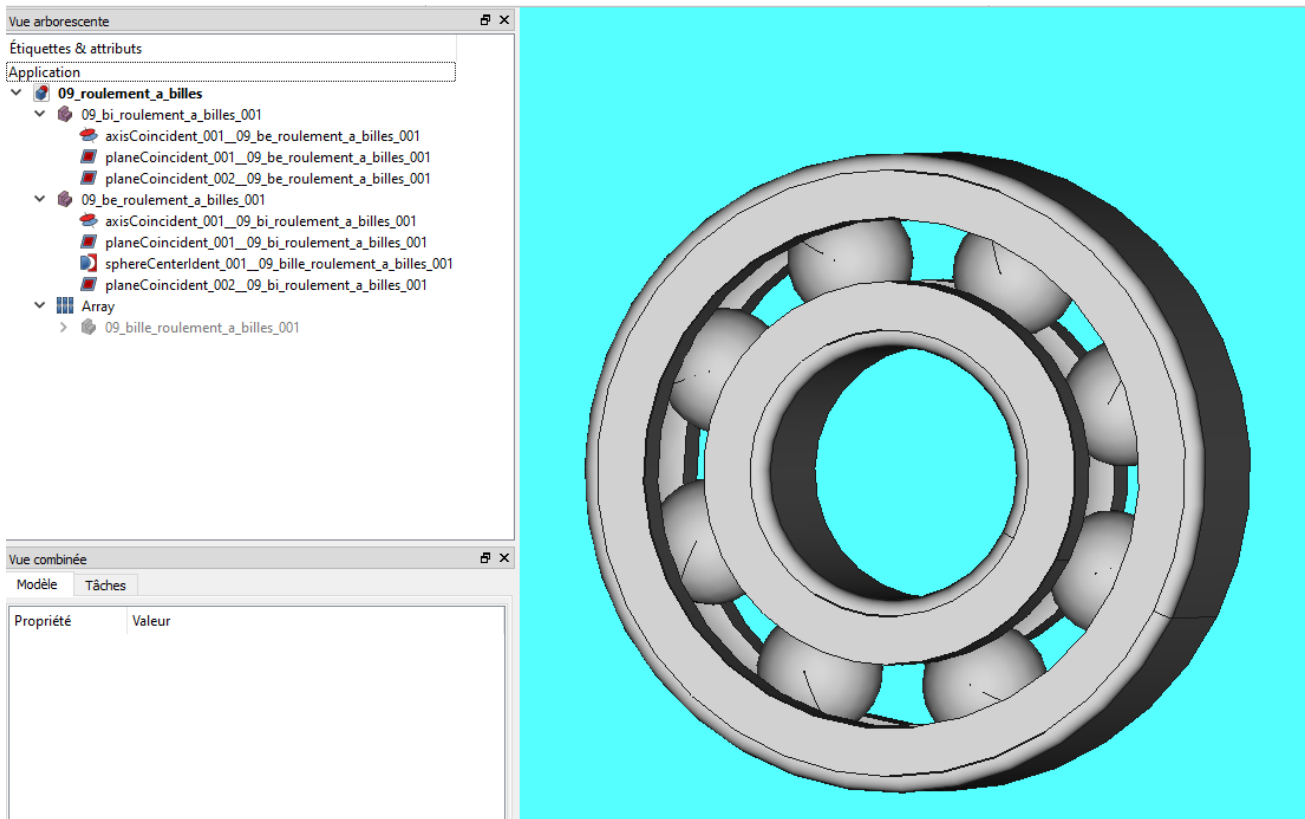 Vue arborescente
Étiquettes & attributs
Application
09_roulement_a_billes
09_bi_roulement_a_billes_001
axisCoincident_001__09_be_roulement_a_billes_001
planeCoincident_001__09_be_roulement_a_billes_001
planeCoincident_002__09_be_roulement_a_billes_001
09_be_roulement_a_billes_001
axisCoincident_001__09_bi_roulement_a_billes_001
planeCoincident_001__09_bi_roulement_a_billes_001
sphereCenterIdent_001__09_bille_roulement_a_billes_001
planeCoincident_002__09_bi_roulement_a_billes_001
Array
09_bille_roulement_a_billes_001
Vue combinée
Modèle Tâches
Propriété Valeur